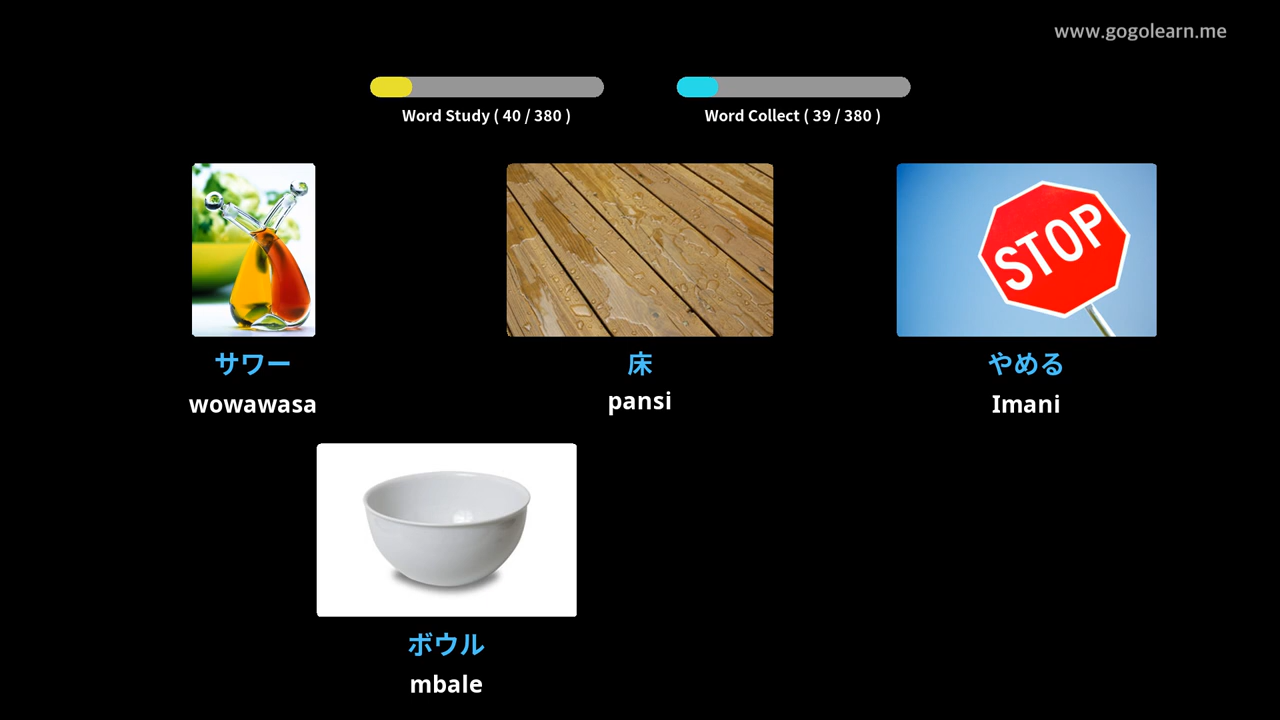 www.gogolearn.me
Word Study ( 40 / 380 )
Word Collect ( 39 / 380 )
STOP
サワー
wowawasa
床
pansi
やめる
Imani
ボウル
mbale